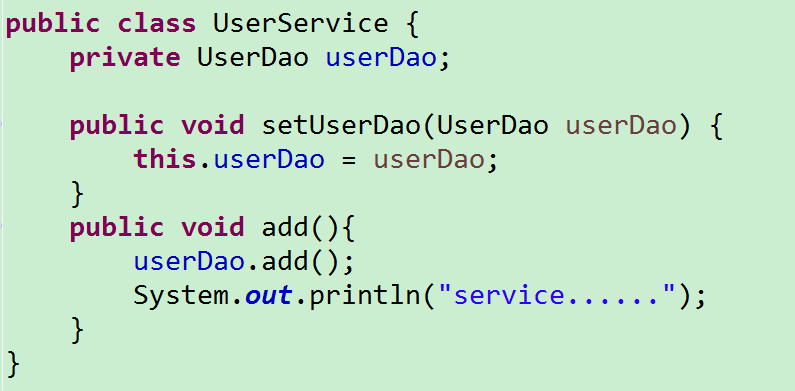 public class UserService {
    private UserDao userDao;

    public void setUserDao(UserDao userDao) {
        this.userDao = userDao;
    }
    public void add(){
        userDao.add();
        System.out.println("service......");
    }
}